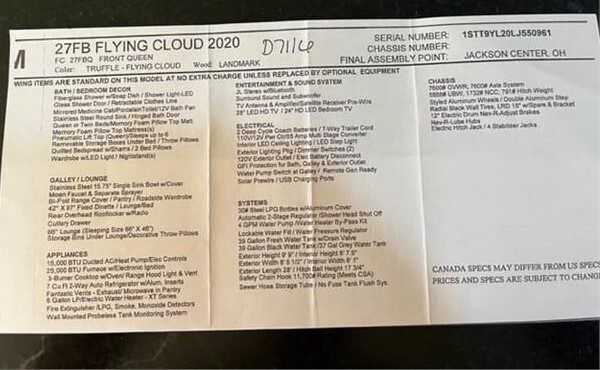 27FB FLYING CLOUD 2020
D7116
SERIAL NUMBER: 1STT9YL20LJ550961
FC 27FBQ FRONT QUEEN
CHASSIS NUMBER:
Color: TRUFFLE - FLYING CLOUD Wood: LANDMARK
FINAL ASSEMBLY POINT: JACKSON CENTER, OH
WING ITEMS ARE STANDARD ON THIS MODEL AT NO EXTRA CHARGE UNLESS REPLACED BY OPTIONAL EQUIPMENT
BATH / BEDROOM DECOR
Fiberglass Shower w/Soap Dish / Shower Light-LED
Glass Shower Door / Retractable Clothes Line
Mirrored Medicine Cab/PorcelainToilet/12V Bath Fan
Stainless Steel Round Sink / Hinged Bath Door
Queen or Twin Beds/Memory Foam Pillow Top Matt.
Memory Foam Pillow Top Mattress(s)
Pneumatic Lift Top (Queen)/Sleeps up to 6
Removable Storage Boxes Under Bed / Throw Pillows
Quilted Bedspread w/Shams / 2 Bed Pillows
Wardrobe w/LED Light / Nightstand(s)
GALLEY / LOUNGE
Stainless Steel 15.75" Single Sink Bowl w/Cover
Moen Faucet & Separate Sprayer
Bi-Fold Range Cover / Pantry / Roadside Wardrobe
42" X 97" Fixed Dinette / Lounge/Bed
Rear Overhead Rooflocker w/Radio
Cutlery Drawer
66" Lounge (Sleeping Size 66" X 46")
Storage Bins Under Lounge/Decorative Throw Pillows
APPLIANCES
15,000 BTU Ducted AC/Heat Pump/Elec Controls
25,000 BTU Furnace w/Electronic Ignition
3-Burner Cooktop w/Oven/ Range Hood Light & Vent
7 Cu Ft 2-Way Auto Refrigerator w/Alum. Inserts
Fantastic Vents - Exhaust/ Microwave in Pantry
6 Gallon LP/Electric Water Heater - XT Series
Fire Extinguisher /LPG, Smoke, Monoxide Detectors
Wall Mounted Probeless Tank Monitoring System
ENTERTAINMENT & SOUND SYSTEM
JL Stereo w/Bluetooth
Surround Sound and Subwoofer
TV Antenna & Amplified/Satellite Receiver Pre-Wire
28" LED HD TV / 24" HD LED Bedroom TV
ELECTRICAL
2 Deep Cycle Coach Batteries / 7-Way Trailer Cord
110V/12V Pwr Ctr/55 Amp Multi Stage Converter
Interior LED Ceiling Lighting / LED Step Light
Exterior Lighting Pkg / Dimmer Switches (2)
120V Exterior Outlet / Elec Battery Disconnect
GFI Protection for Bath, Galley & Exterior Outlet
Water Pump Switch at Galley / Remote Gen Ready
Solar Prewire / USB Charging Ports
SYSTEMS
30# Steel LPG Bottles w/Aluminum Cover
Automatic 2-Stage Regulator /Shower Head Shut Off
4 GPM Water Pump /Water Heater By-Pass Kit
Lockable Water Fill / Water Pressure Regulator
39 Gallon Fresh Water Tank w/Drain Valve
39 Gallon Black Water Tank /37 Gal Grey Water Tank
Exterior Height 9' 9" / Interior Height 6' 7.5"
Exterior Width 8' 5 1/2" / Interior Width 8' 1"
Exterior Length 28' / Hitch Ball Height 17 3/4"
Safety Chain Hook 11,700# Rating (Meets CSA)
Sewer Hose Storage Tube / No Fuss Tank Flush Sys.
CHASSIS
7600# GVWR, 7600# Axle System
5868# UBW, 1733# NCC, 791# Hitch Weight
Styled Aluminum Wheels / Double Aluminum Step
Radial Black Wall Tires, LRD 15" w/Spare & Bracket
12" Electric Drum Nev-R-Adjust Brakes
Nev-R-Lube Hubs
Electric Hitch Jack / 4 Stabilizer Jacks
CANADA SPECS MAY DIFFER FROM US SPECS
PRICES AND SPECS ARE SUBJECT TO CHANG